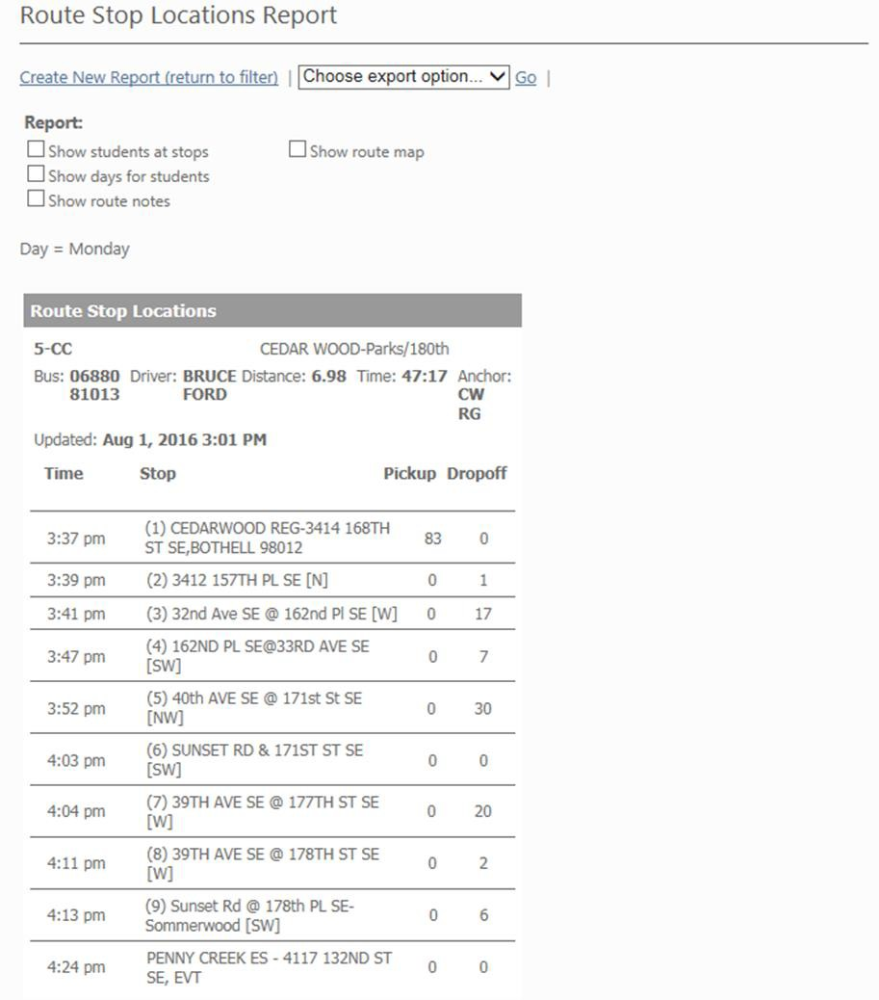 Route Stop Locations Report
Create New Report (return to filter) | Choose export option... Go |
Report:
Show students at stops Show route map
Show days for students
Show route notes
Day = Monday
Route Stop Locations
5-CC CEDAR WOOD-Parks/180th
Bus: 06880 Driver: BRUCE Distance: 6.98 Time: 47:17 Anchor:
81013 FORD CW
RG
Updated: Aug 1, 2016 3:01 PM
Time Stop Pickup Dropoff
(1) CEDARWOOD REG-3414 168TH
3:37 pm 83 0
ST SE,BOTHELL 98012
3:39 pm (2) 3412 157TH PL SE [N] 0 1
3:41 pm (3) 32nd Ave SE @ 162nd Pl SE [W] 0 17
(4) 162ND PL SE@33RD AVE SE
3:47 pm 0 7
[SW]
(5) 40th AVE SE @ 171st St SE
3:52 pm 0 30
[NW]
(6) SUNSET RD & 171ST ST SE
4:03 pm 0 0
[SW]
(7) 39TH AVE SE @ 177TH ST SE
4:04 pm 0 20
[W]
(8) 39TH AVE SE @ 178TH ST SE
4:11 pm 0 2
[W]
(9) Sunset Rd @ 178th PL SE-
4:13 pm 0 6
Sommerwood [SW]
PENNY CREEK ES - 4117 132ND ST
4:24 pm 0 0
SE, EVT